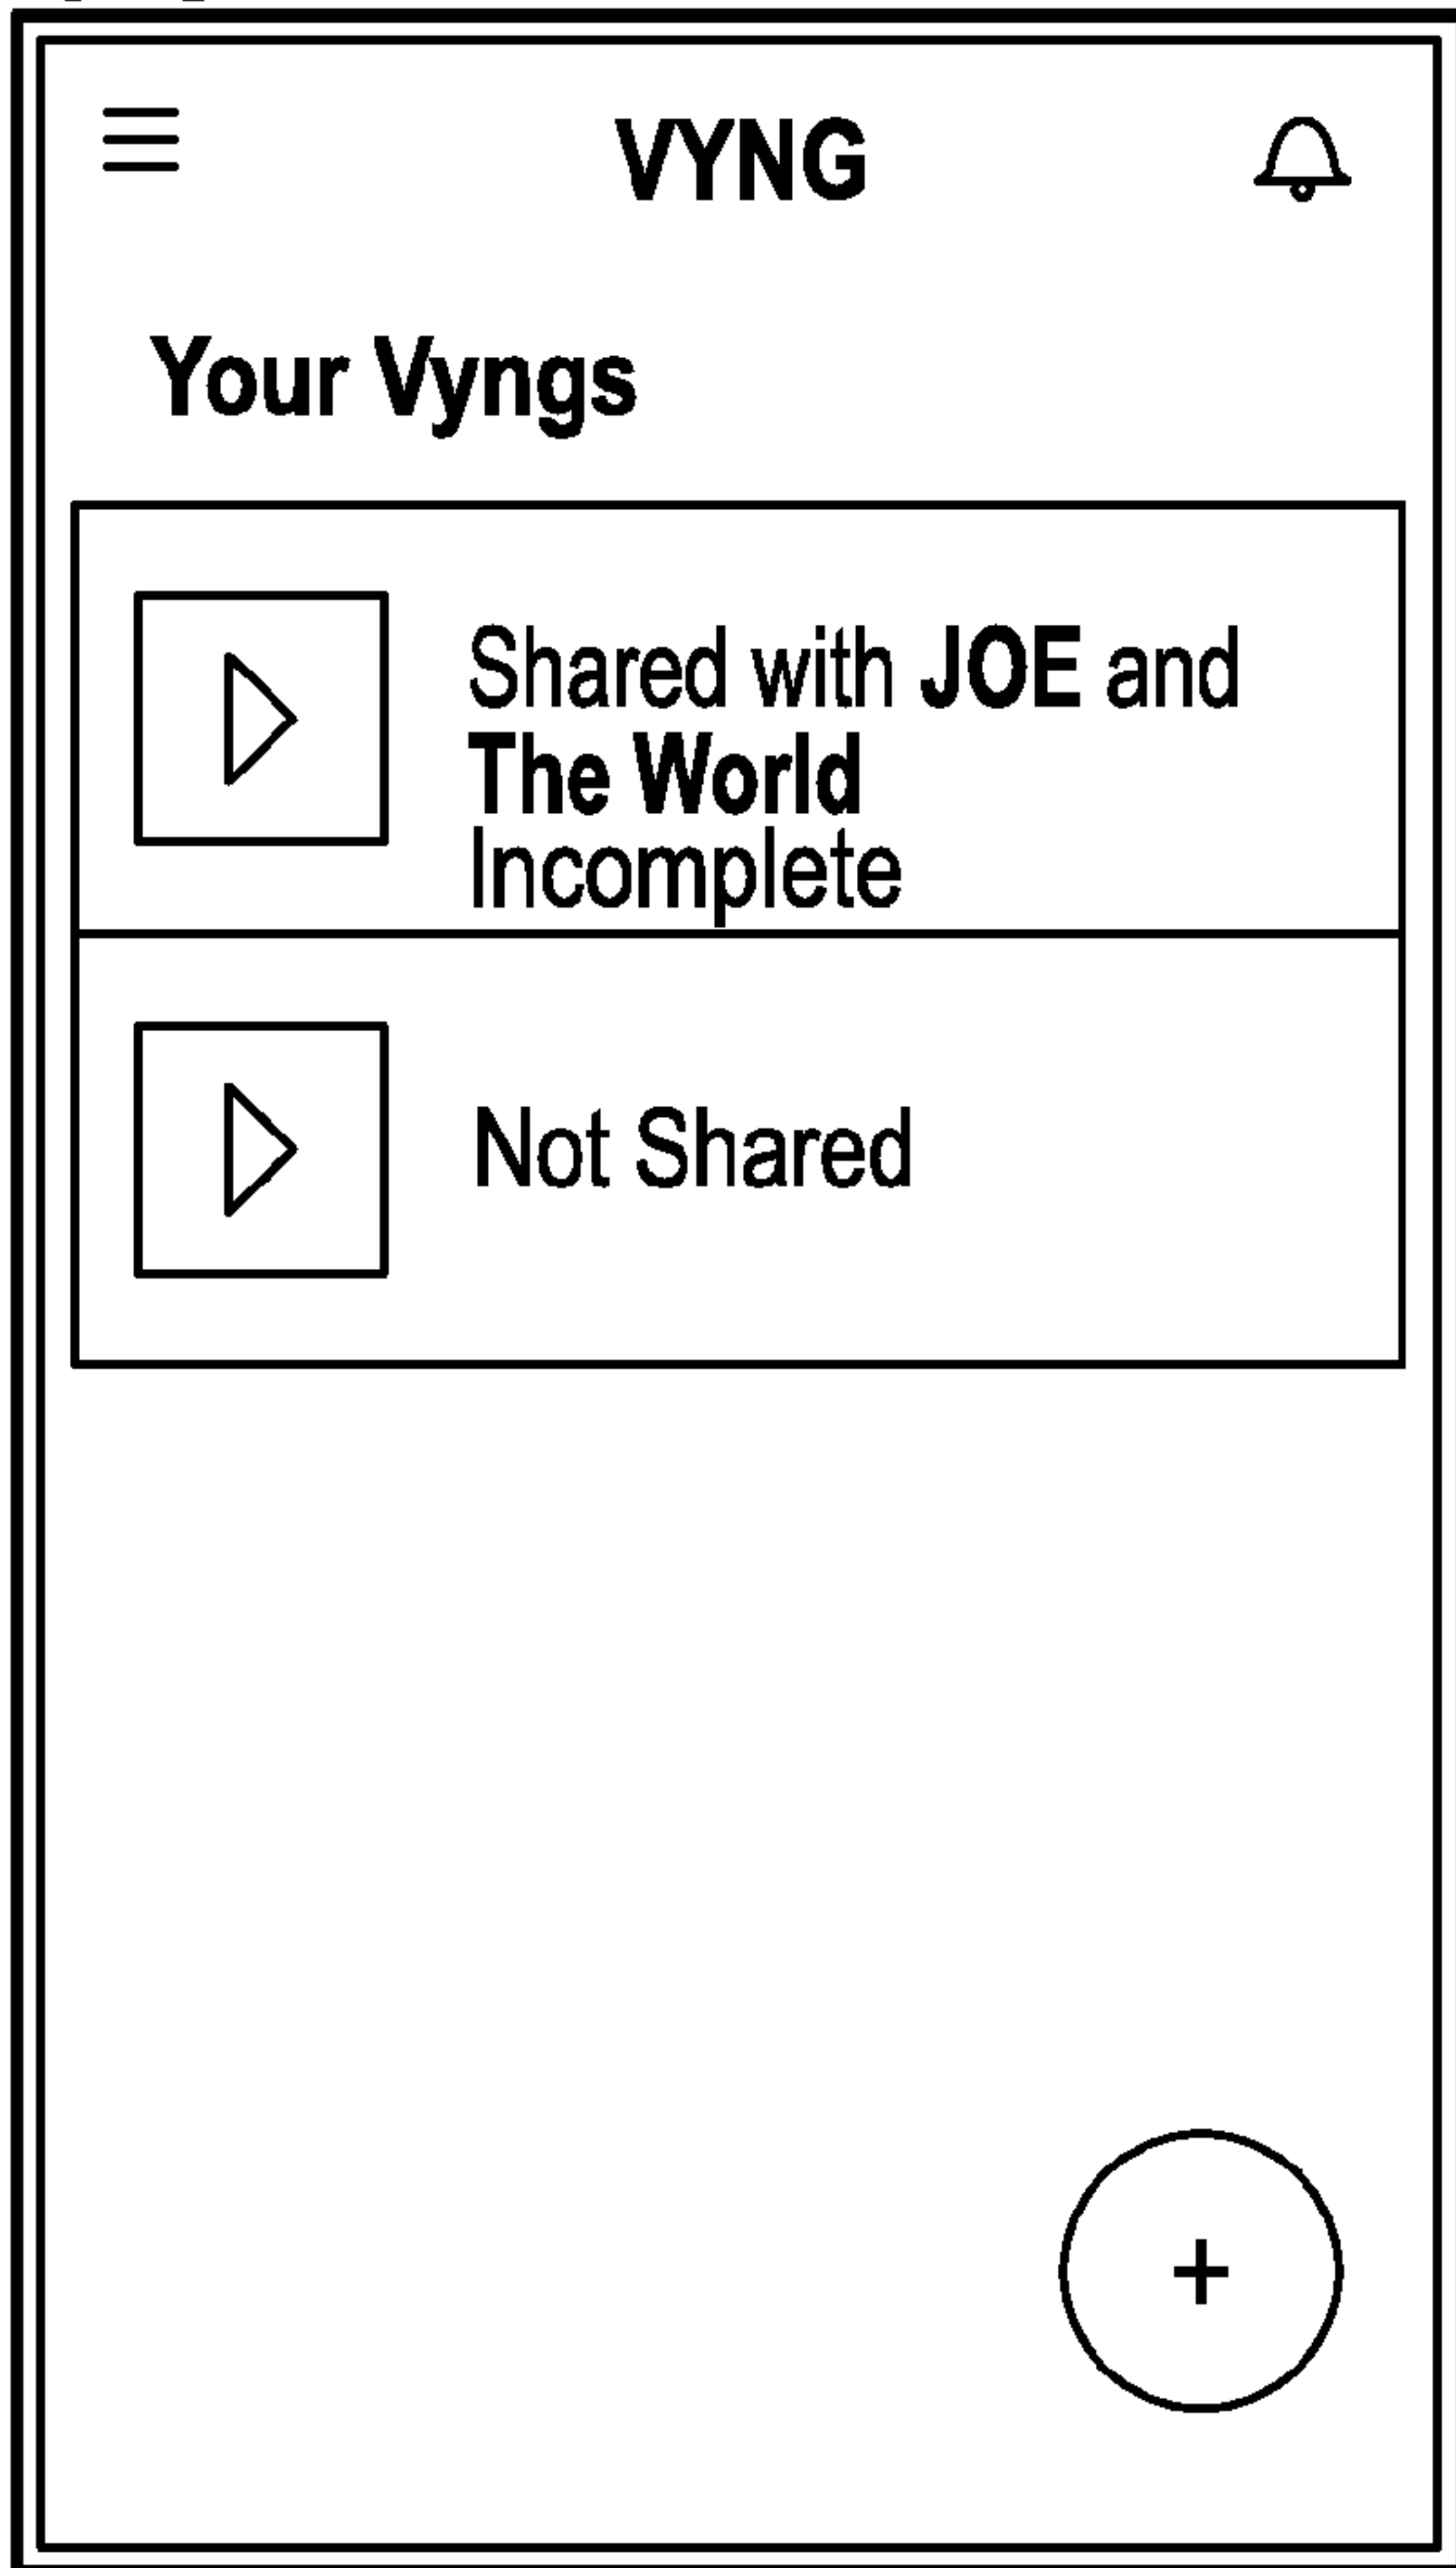 VYNG
Your Vyngs
Shared with JOE and
The World
Incomplete
Not Shared
+